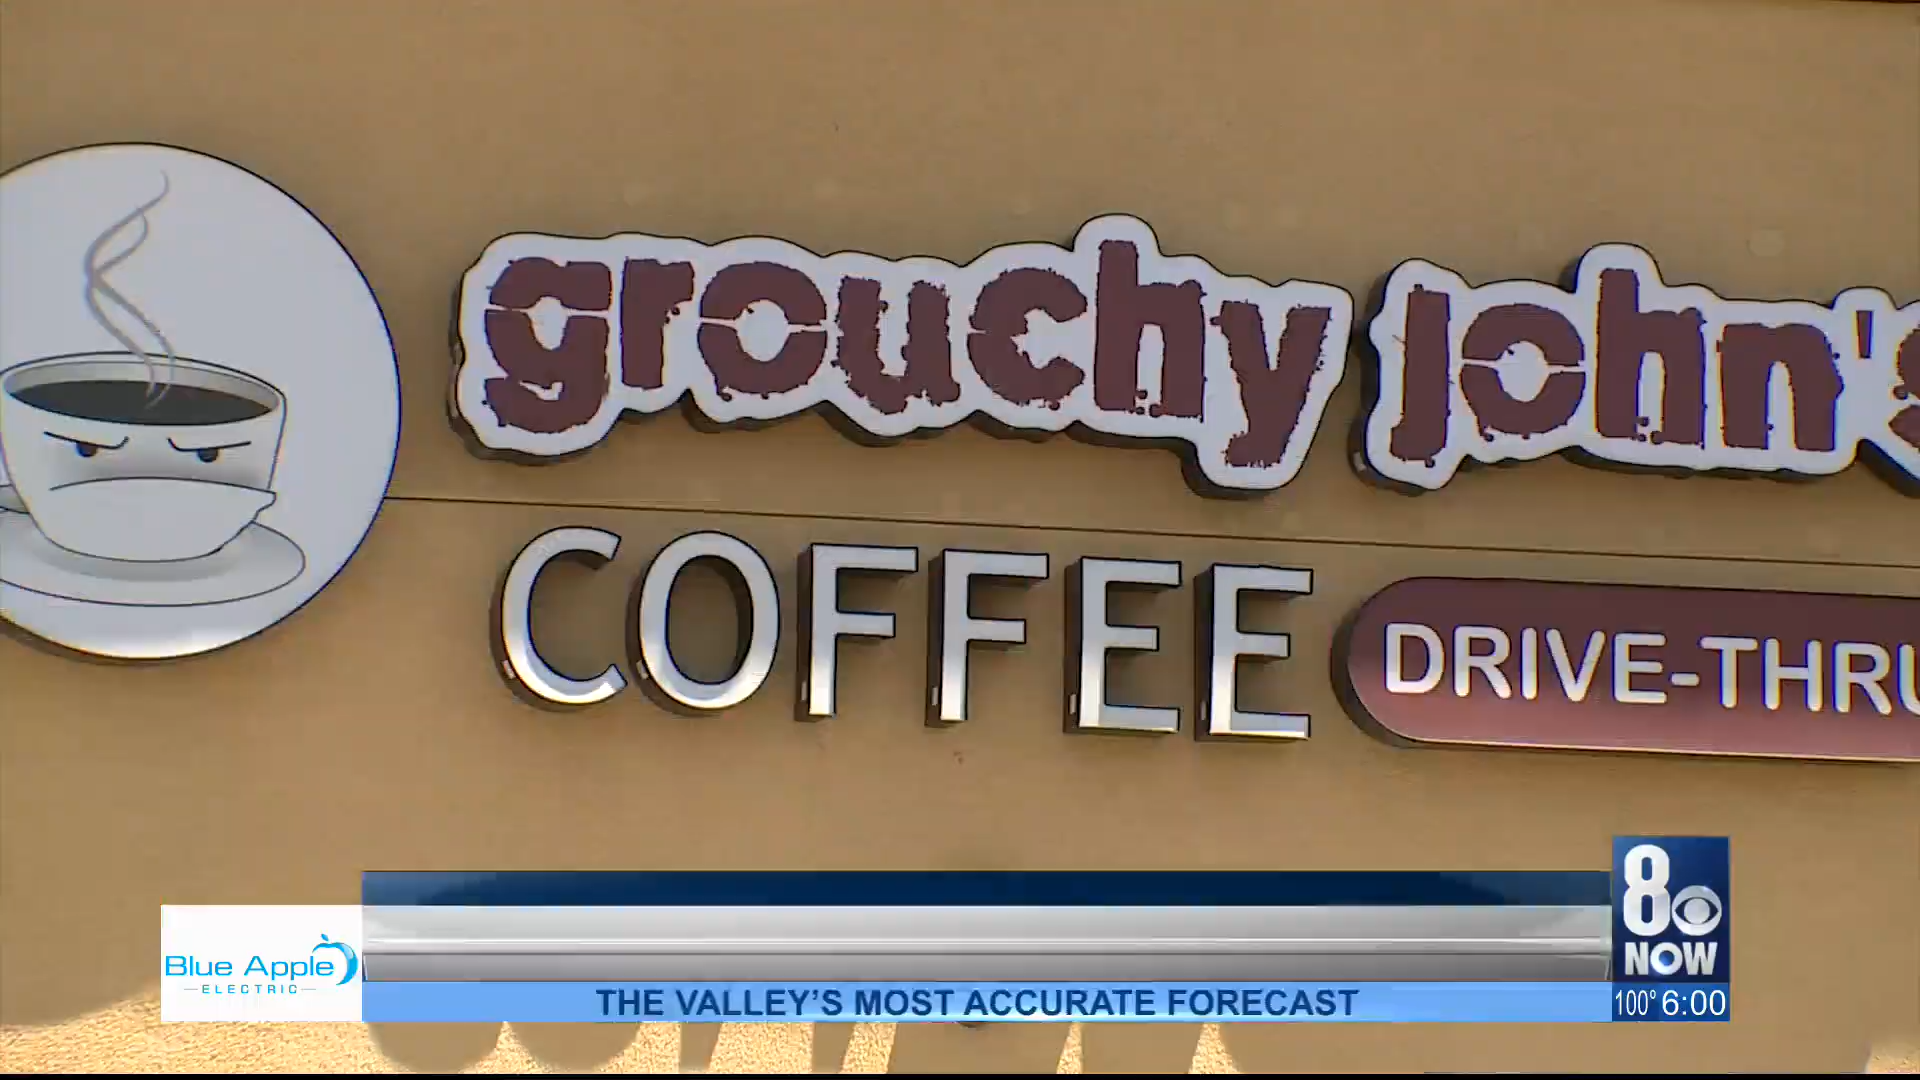 grouchy john's
COFFEE DRIVE-THRU
8
NOW
Blue Apple
ELECTRIC
THE VALLEY'S MOST ACCURATE FORECAST
100° 6:00